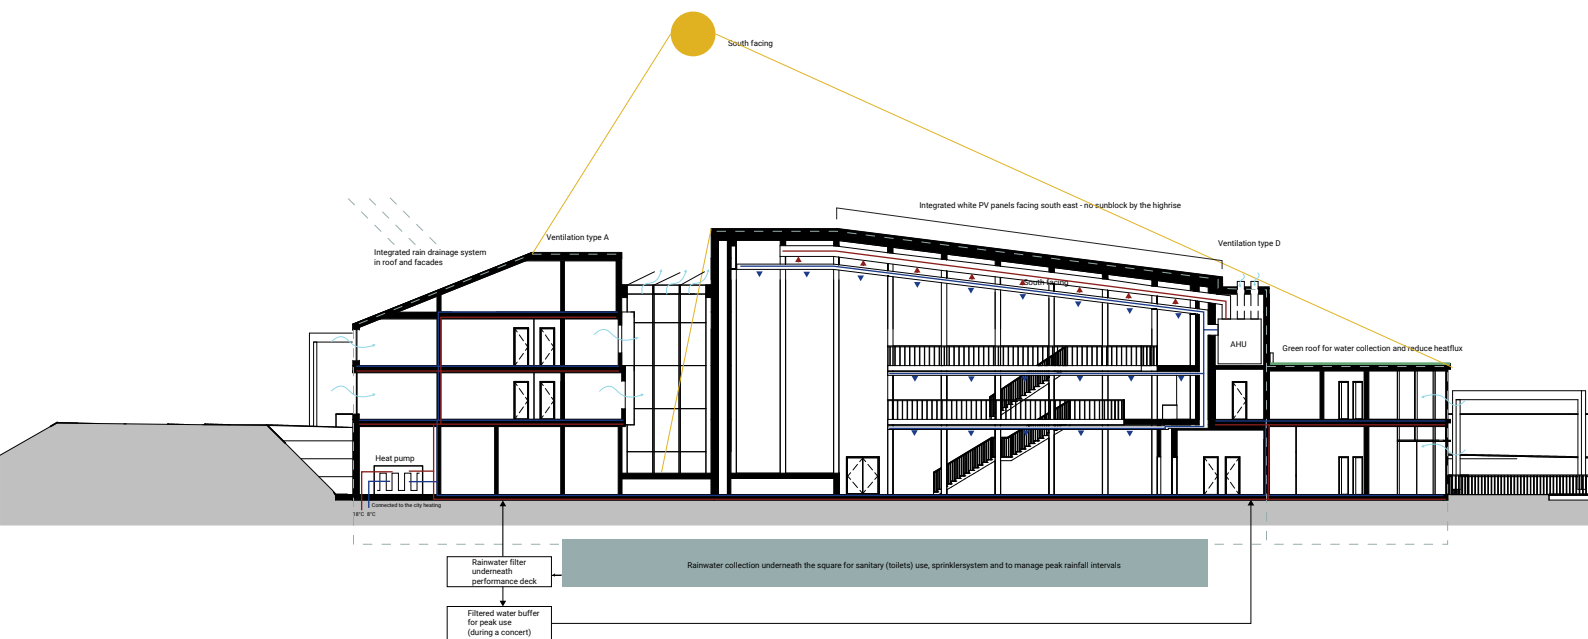 South facing
Integrated white PV panels facing south east - no sunblock by the highrise
Ventilation type A
Ventilation type D
Integrated rain drainage system
in roof and facades
South facing
AHU
Green roof for water collection and reduce heatflux
Heat pump
Connected to the city heating
18°C 8°C
Rainwater filter
underneath
performance deck
Rainwater collection underneath the square for sanitary (toilets) use, sprinklersystem and to manage peak rainfall intervals
Filtered water buffer
for peak use
(during a concert)